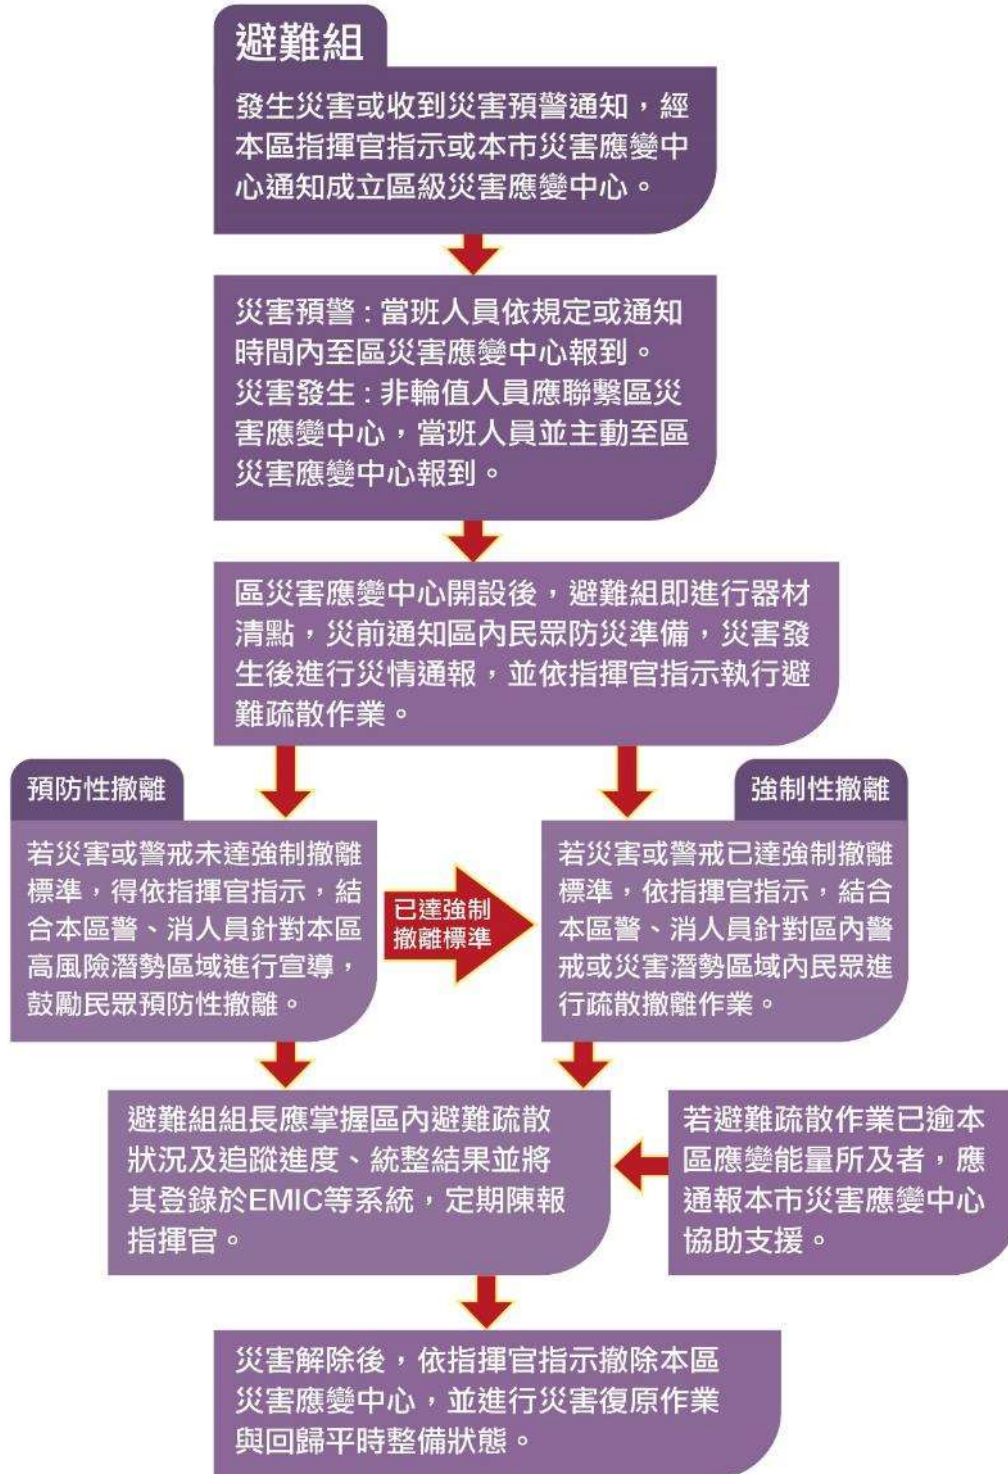 避難組
發生災害或收到災害預警通知，經
本區指揮官指示或本市災害應變中
心通知成立區級災害應變中心。
災害預警：當班人員依規定或通知
時間內至區災害應變中心報到。
災害發生：非輪值人員應聯繫區災
害應變中心，當班人員並主動至區
災害應變中心報到。
區災害應變中心開設後，避難組即進行器材
清點，災前通知區內民眾防災準備，災害發
生後進行災情通報，並依指揮官指示執行避
難疏散作業。
預防性撤離
若災害或警戒未達強制撤離
標準，得依指揮官指示，結
合本區警、消人員針對本區
高風險潛勢區域進行宣導，
鼓勵民眾預防性撤離。
已達強制
撤離標準
強制性撤離
若災害或警戒已達強制撤離
標準，依指揮官指示，結合
本區警、消人員針對區內警
戒或災害潛勢區域內民眾進
行疏散撤離作業。
避難組組長應掌握區內避難疏散
狀況及追蹤進度、統整結果並將
其登錄於EMIC等系統，定期陳報
指揮官。
若避難疏散作業已逾本
區應變能量所及者，應
通報本市災害應變中心
協助支援。
災害解除後，依指揮官指示撤除本區
災害應變中心，並進行災害復原作業
與回歸平時整備狀態。